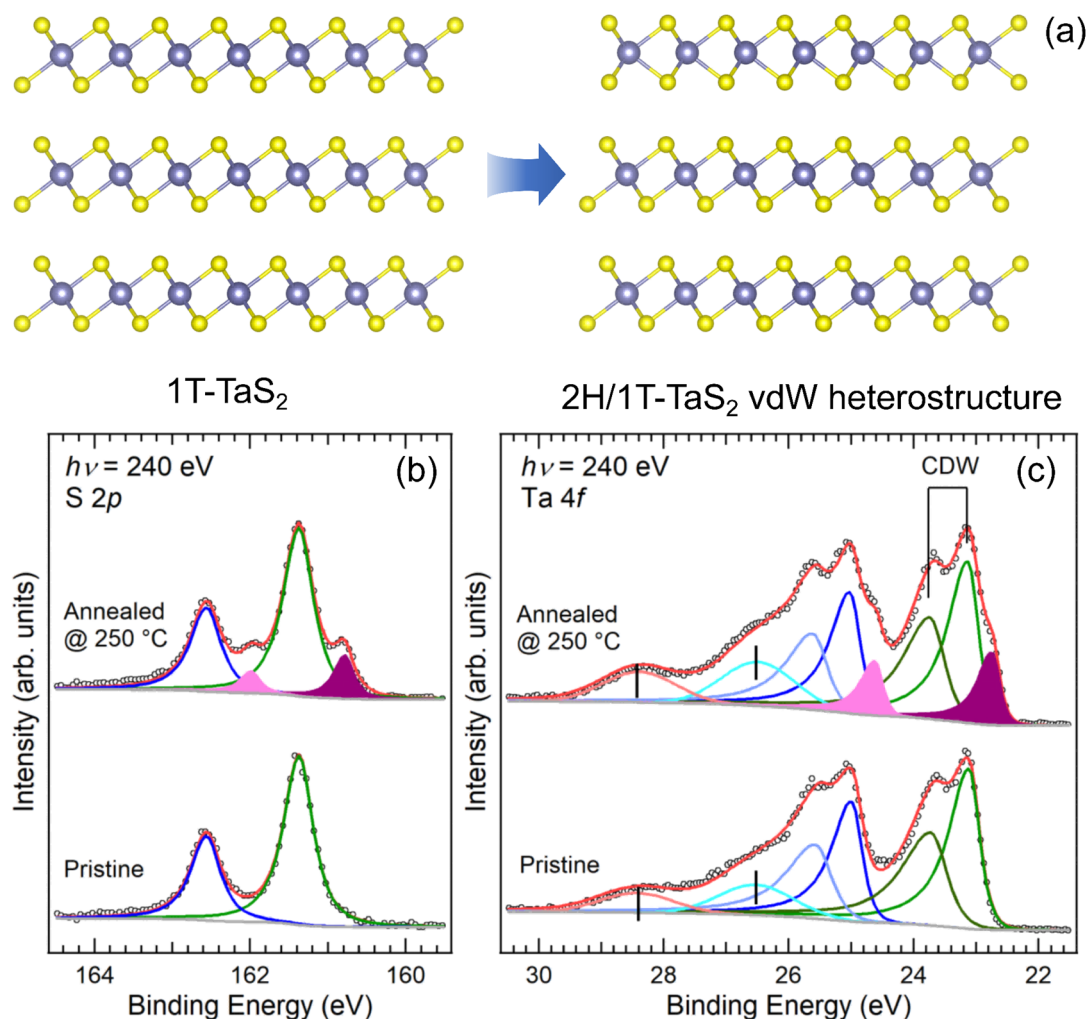 (a)
1T-TaS₂
2H/1T-TaS₂ vdW heterostructure
hν = 240 eV
(b)
S 2p
Annealed
@ 250 °C
Pristine
Intensity (arb. units)
164
162
160
Binding Energy (eV)
hν = 240 eV
CDW
(c)
Ta 4f
Annealed
@ 250 °C
Pristine
Intensity (arb. units)
30
28
26
24
22
Binding Energy (eV)